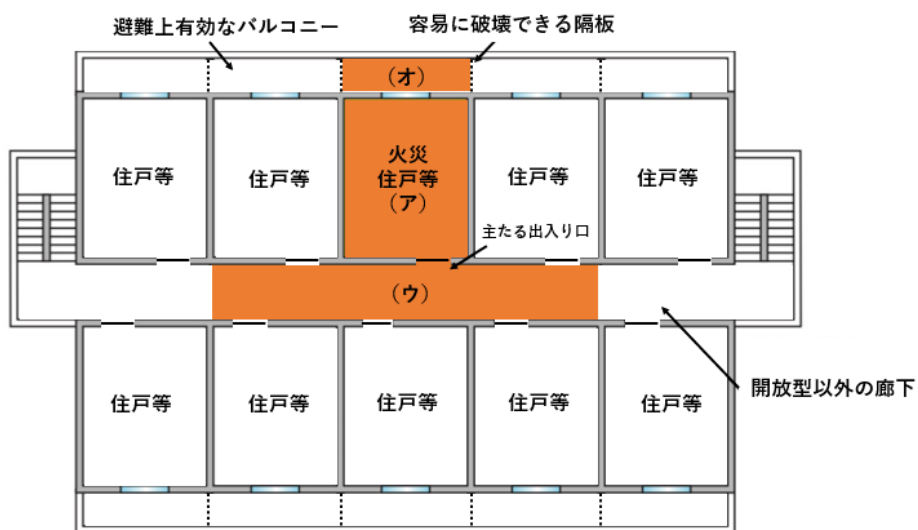 避難上有効なバルコニー
容易に破壊できる隔板
（オ）
住戸等
住戸等
火災
住戸等
（ア）
住戸等
住戸等
主たる出入り口
（ウ）
開放型以外の廊下
住戸等
住戸等
住戸等
住戸等
住戸等